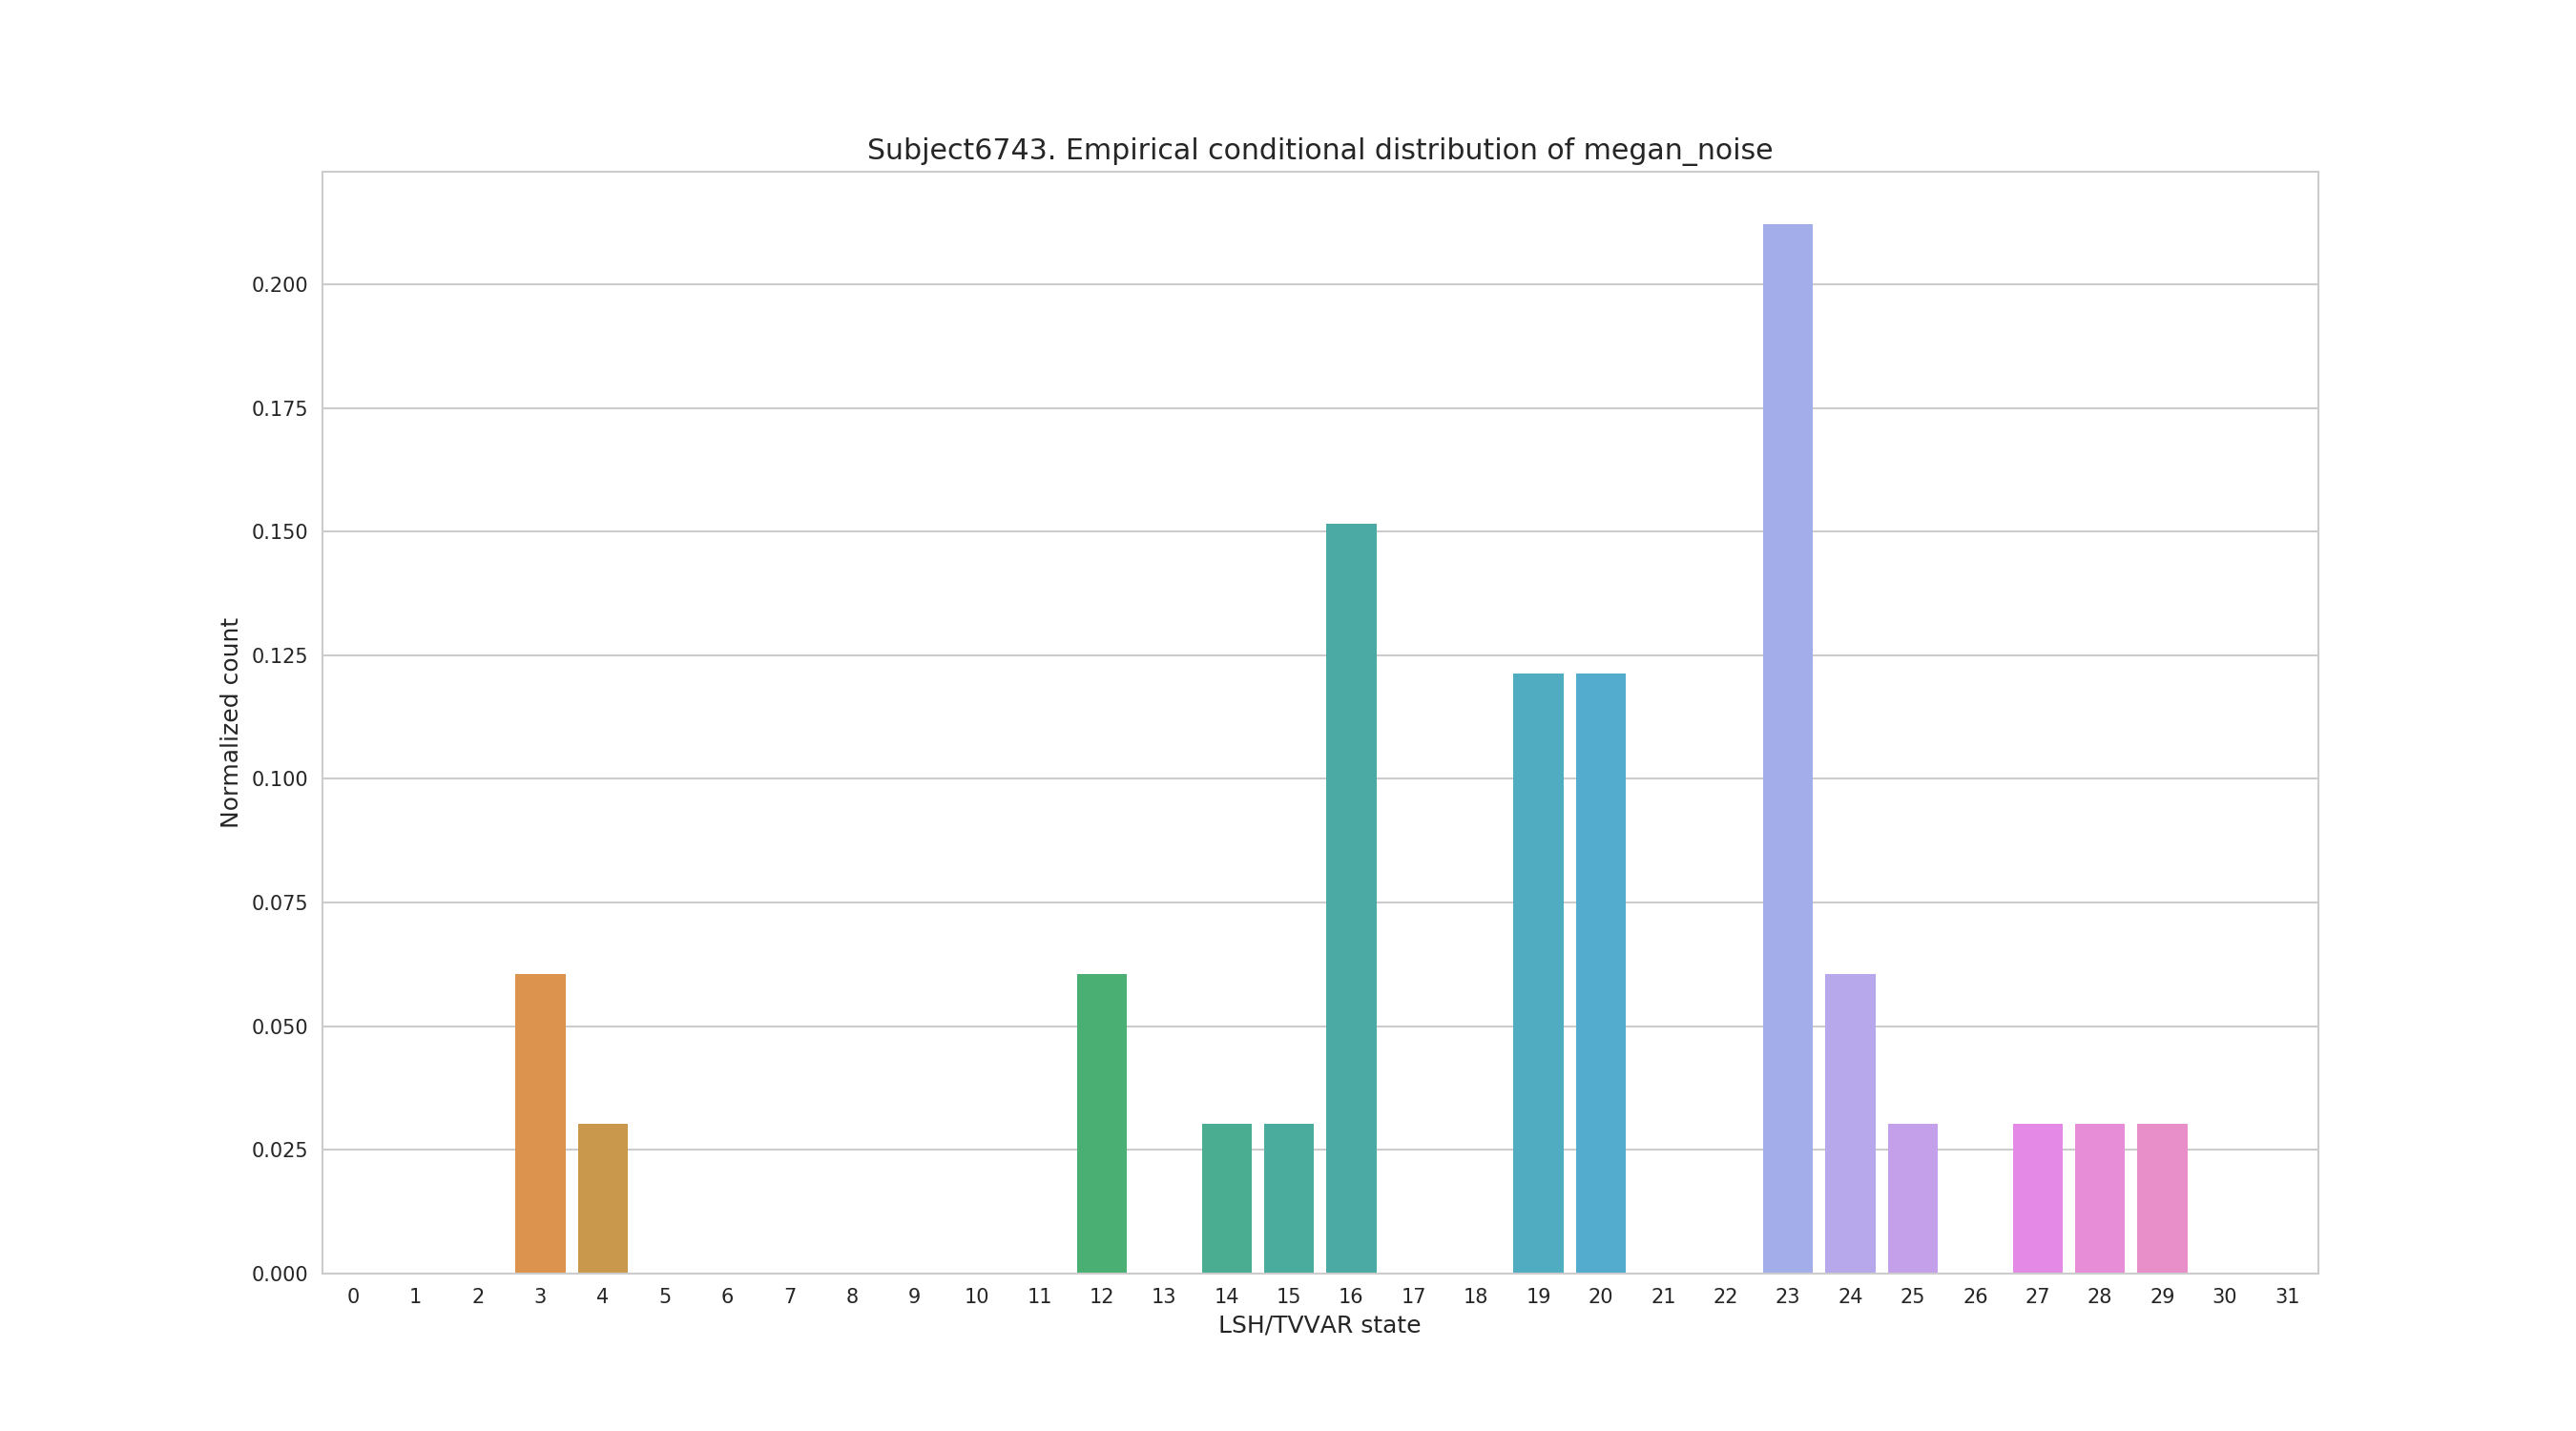 Subject6743. Empirical conditional distribution of megan_noise
Normalized count
0.200
0.175
0.150
0.125
0.100
0.075
0.050
0.025
0.000
0 1 2 3 4 5 6 7 8 9 10 11 12 13 14 15 16 17 18 19 20 21 22 23 24 25 26 27 28 29 30 31
LSH/TVVAR state